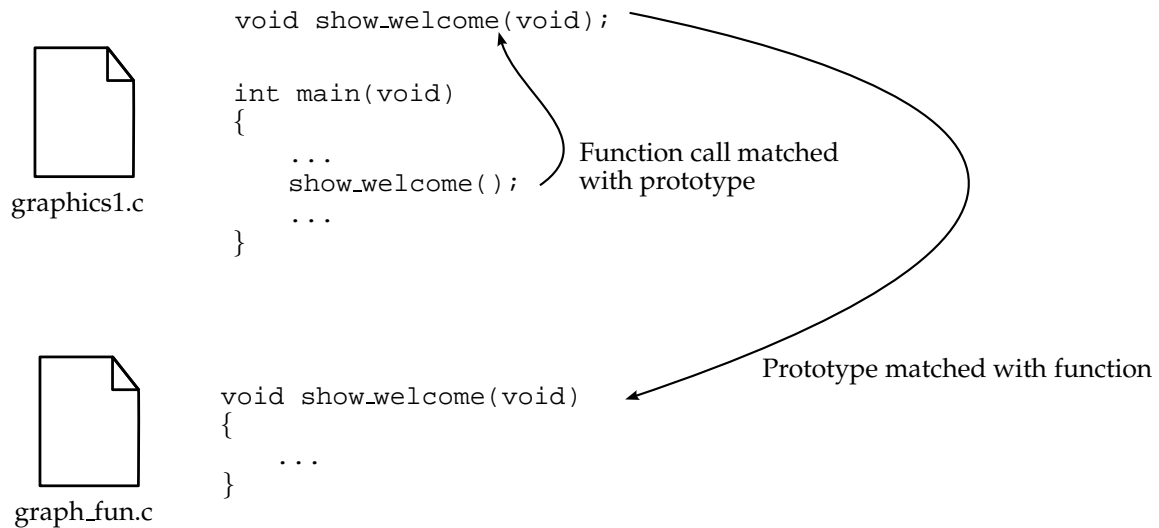 void show_welcome(void);
int main(void)
{
...
show_welcome();
...
}
Function call matched
with prototype
graphics1.c
Prototype matched with function
void show_welcome(void)
{
...
}
graph_fun.c